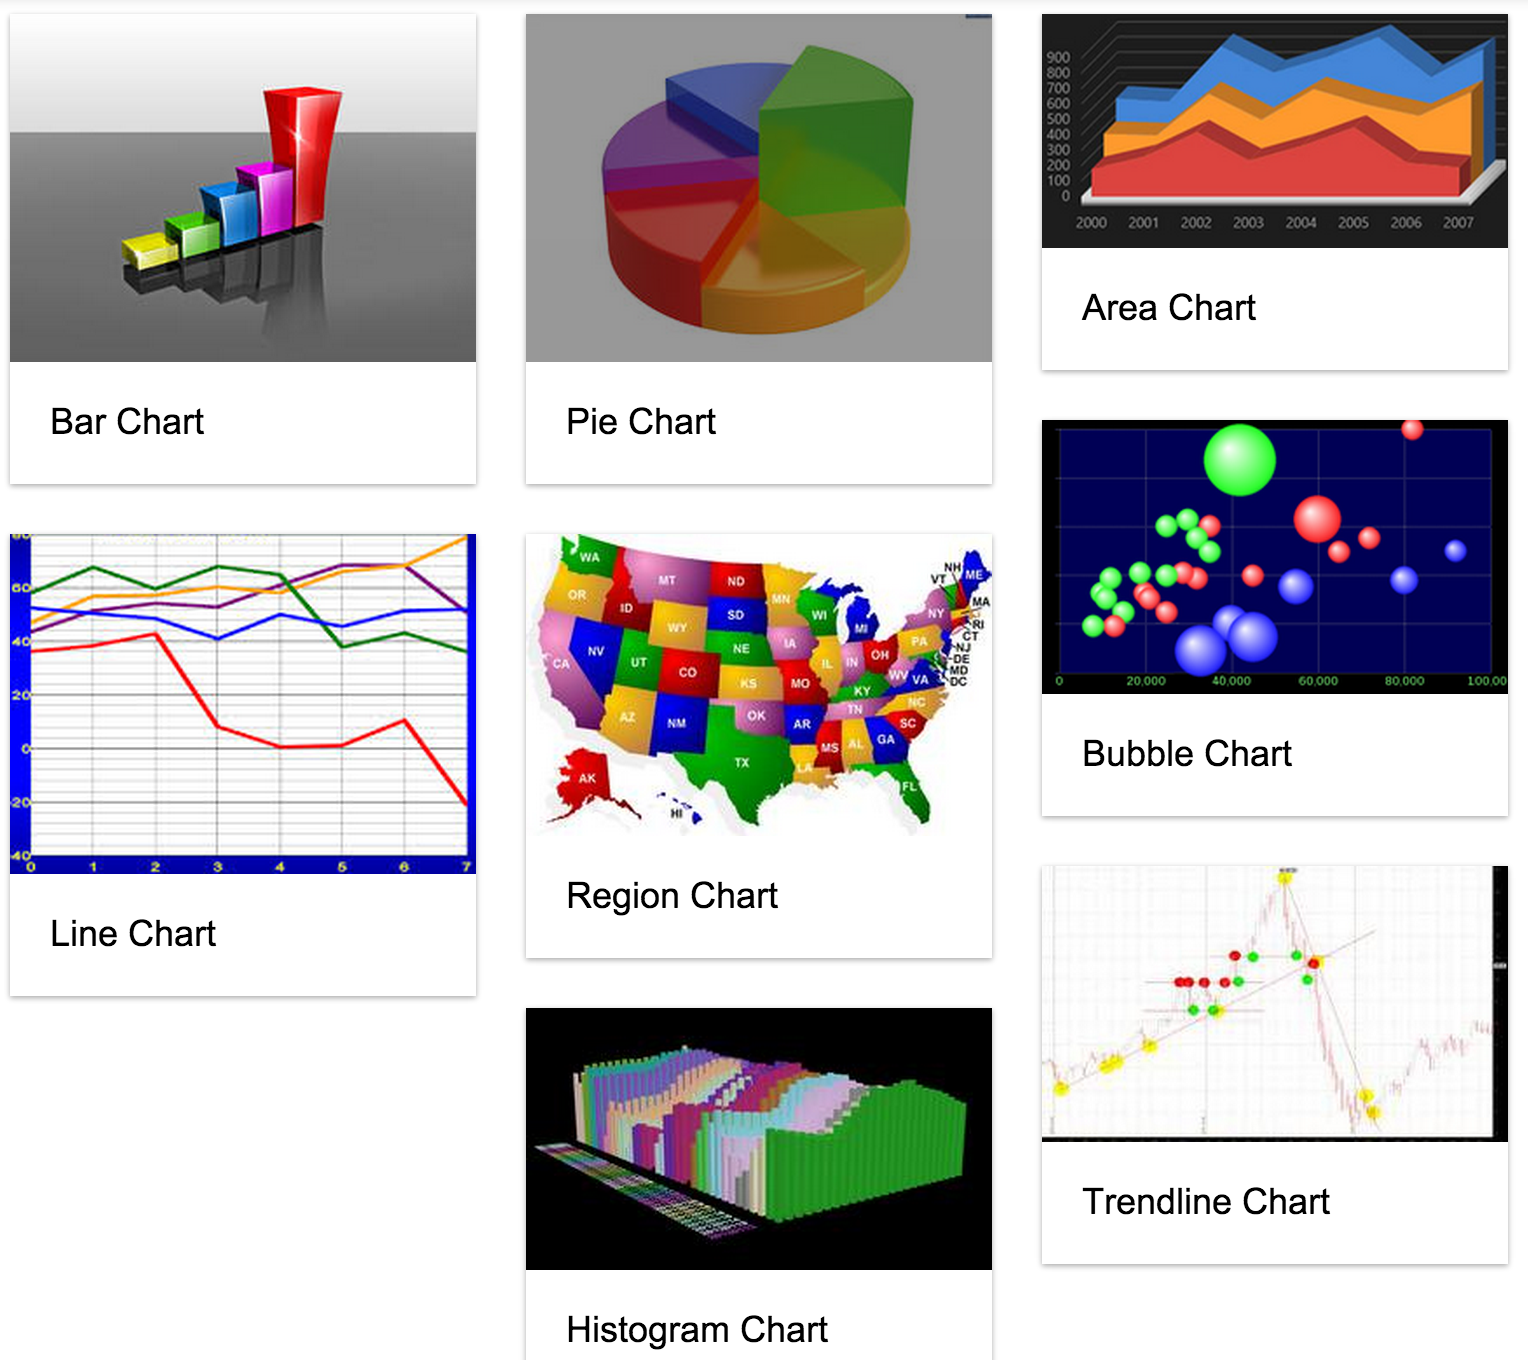 Bar Chart
80
60
40
20
0
-20
-40
0 1 2 3 4 5 6 7
Line Chart
Pie Chart
WA
OR
CA
ID
NV
MT
WY
UT
AZ
CO
NM
ND
SD
NE
KS
OK
TX
MN
IA
MO
AR
LA
WI
IL
MS
MI
IN
KY
TN
AL
OH
GA
FL
WV
VA
NC
SC
PA
NY
VT
NH
ME
MA
RI
CT
NJ
DE
MD
DC
AK
HI
Region Chart
Histogram Chart
900
800
700
600
500
400
300
200
100
0
2000 2001 2002 2003 2004 2005 2006 2007
Area Chart
0 20,000 40,000 60,000 80,000 100,00
Bubble Chart
Trendline Chart